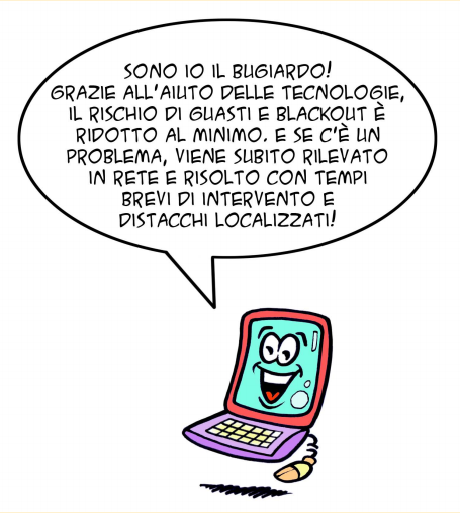 SONO IO IL BUGIARDO!
GRAZIE ALL'AIUTO DELLE TECNOLOGIE,
IL RISCHIO DI GUASTI E BLACKOUT È
RIDOTTO AL MINIMO. E SE C'È UN
PROBLEMA, VIENE SUBITO RILEVATO
IN RETE E RISOLTO CON TEMPI
BREVI DI INTERVENTO E
DISTACCHI LOCALIZZATI!